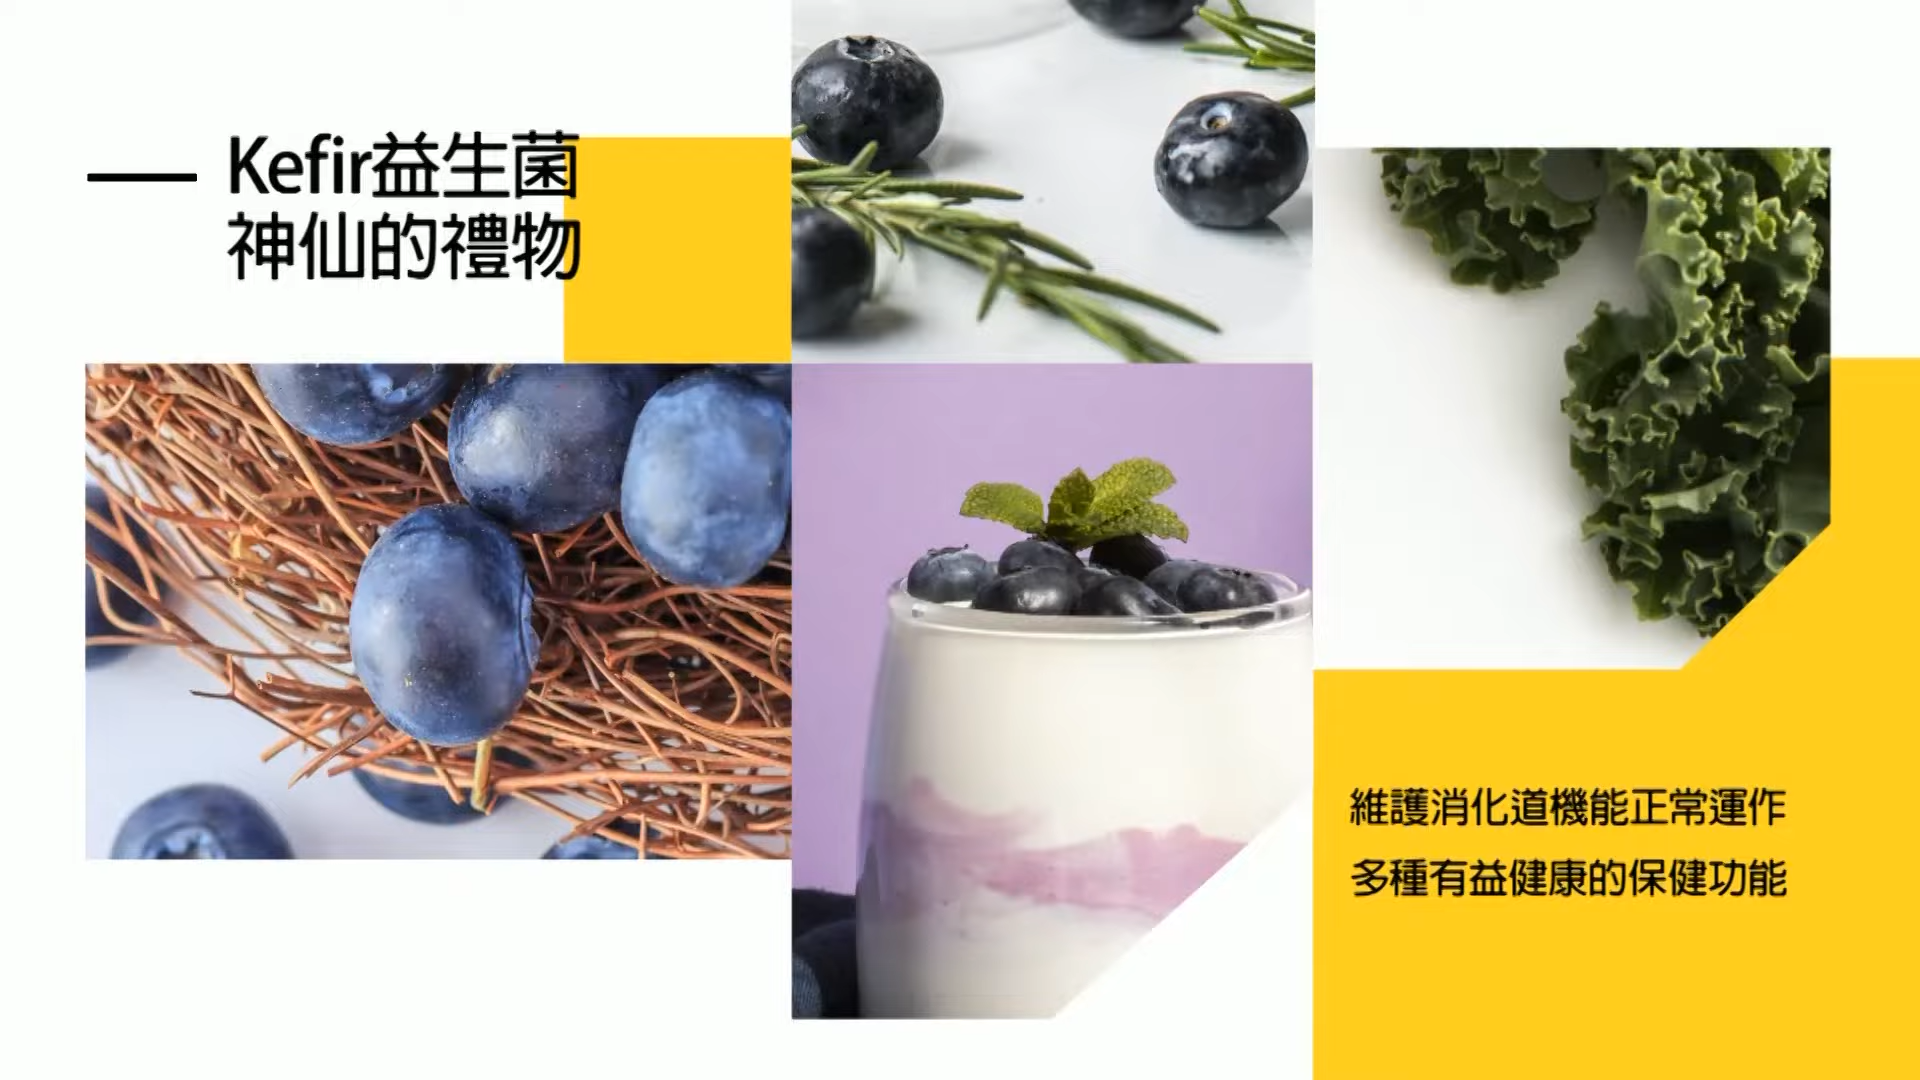 Kefir益生菌
神仙的禮物
維護消化道機能正常運作
多種有益健康的保健功能